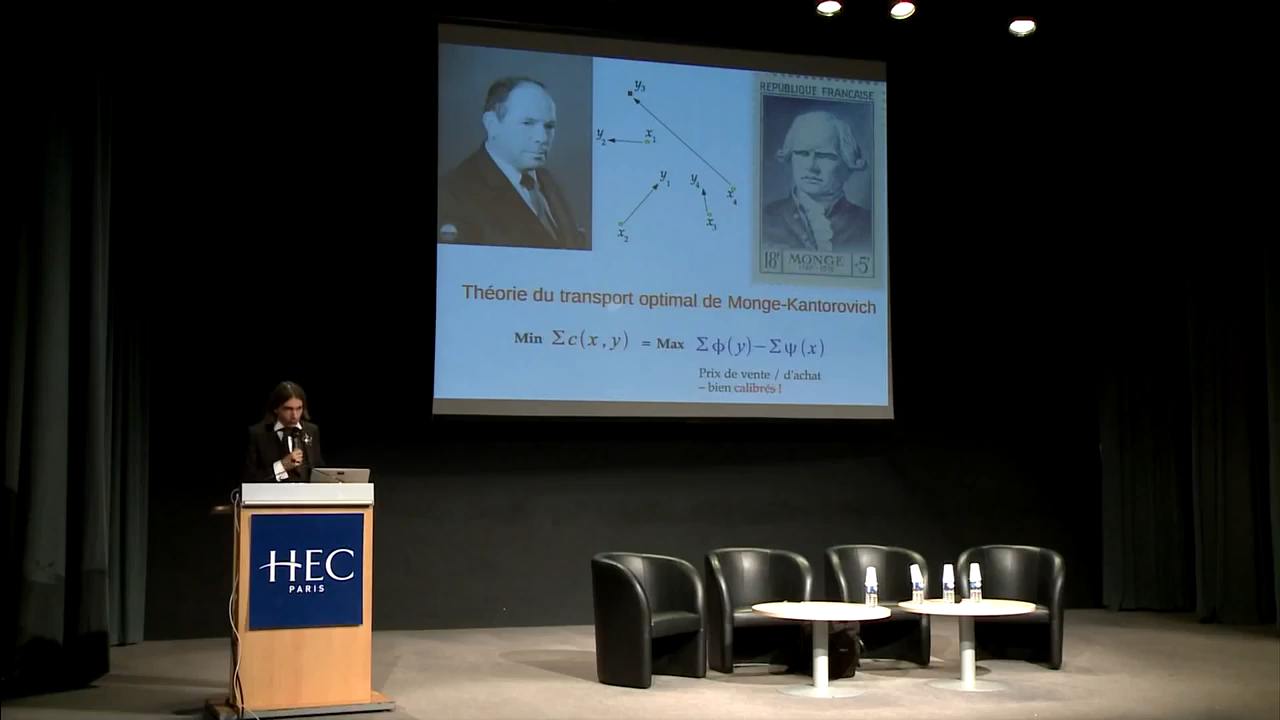 y3
y2
x1
y1
y4
x4
x3
x2
REPUBLIQUE FRANCAISE
18f MONGE +5f
Théorie du transport optimal de Monge-Kantorovich
Min Σc(x,y) = Max Σϕ(y)−Σψ(x)
Prix de vente / d'achat
– bien calibrés !
HEC
PARIS